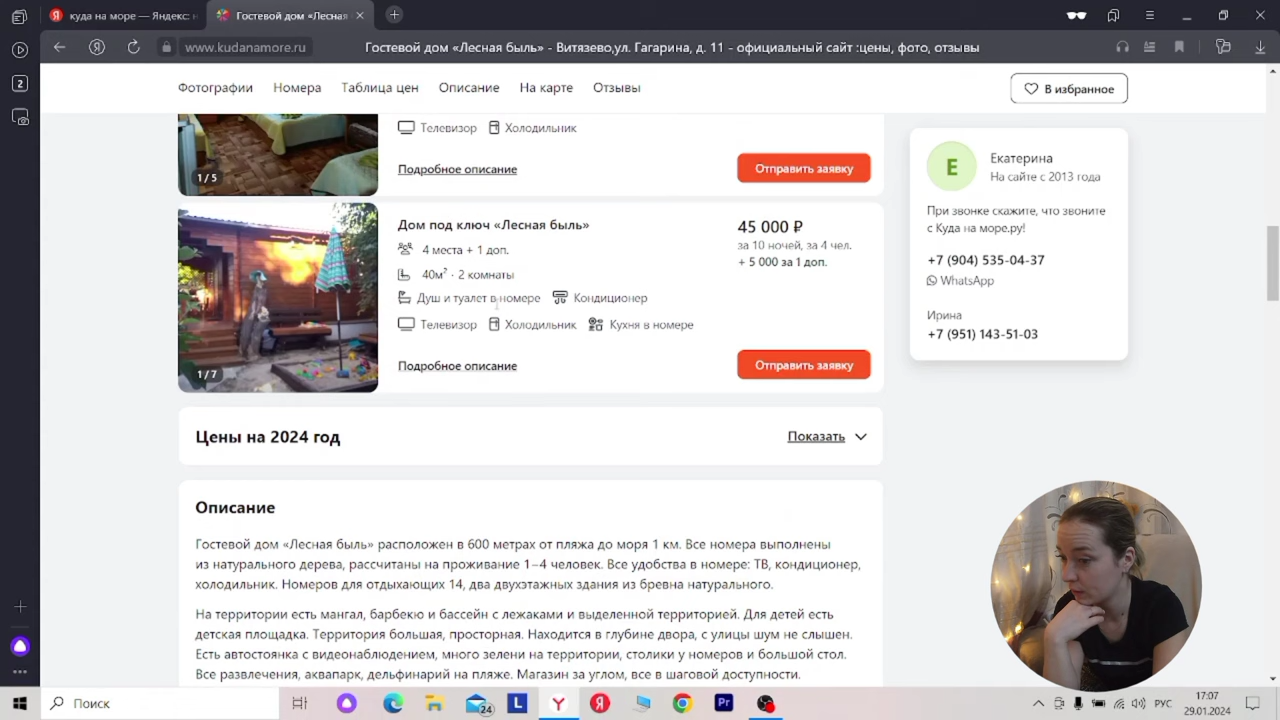 куда на море — Яндекс: н
Гостевой дом «Лесная
www.kudanamore.ru
Гостевой дом «Лесная быль» - Витязево,ул. Гагарина, д. 11 - официальный сайт :цены, фото, отзывы
2
Фотографии
Номера
Таблица цен
Описание
На карте
Отзывы
В избранное
Телевизор
Холодильник
1 / 5
Подробное описание
Отправить заявку
Е
Екатерина
На сайте с 2013 года
При звонке скажите, что звоните
с Куда на море.ру!
+7 (904) 535-04-37
WhatsApp
Ирина
+7 (951) 143-51-03
Дом под ключ «Лесная быль»
4 места + 1 доп.
40м² · 2 комнаты
Душ и туалет в номере
Кондиционер
Телевизор
Холодильник
Кухня в номере
45 000 ₽
за 10 ночей, за 4 чел.
+ 5 000 за 1 доп.
1 / 7
Подробное описание
Отправить заявку
Цены на 2024 год
Показать
Описание
Гостевой дом «Лесная быль» расположен в 600 метрах от пляжа до моря 1 км. Все номера выполнены
из натурального дерева, рассчитаны на проживание 1–4 человек. Все удобства в номере: ТВ, кондиционер,
холодильник. Номеров для отдыхающих 14, два двухэтажных здания из бревна натурального.
На территории есть мангал, барбекю и бассейн с лежаками и выделенной территорией. Для детей есть
детская площадка. Территория большая, просторная. Находится в глубине двора, с улицы шум не слышен.
Есть автостоянка с видеонаблюдением, много зелени на территории, столики у номеров и большой стол.
Все развлечения, аквапарк, дельфинарий на пляже. Магазин за углом, все в шаговой доступности.
Поиск
24
L
Y
Я
Pr
РУС
17:07
29.01.2024